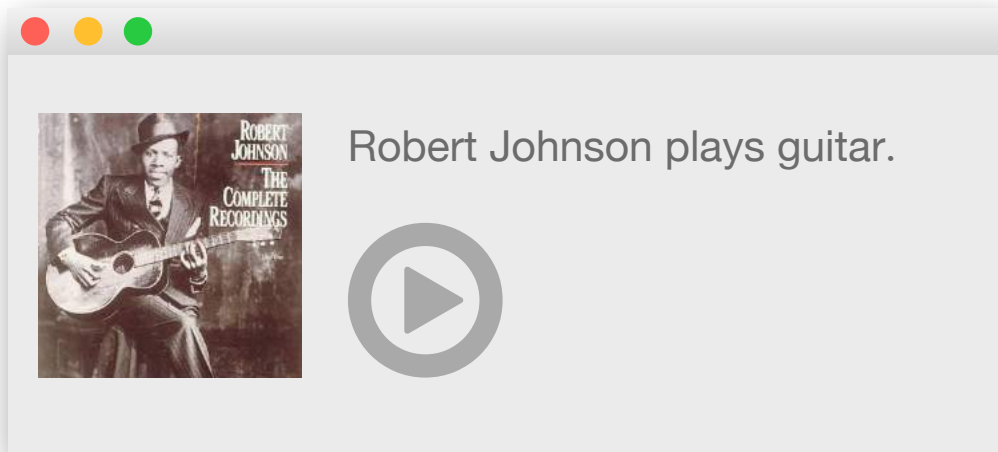 ROBERT
JOHNSON
THE
COMPLETE
RECORDINGS
Robert Johnson plays guitar.